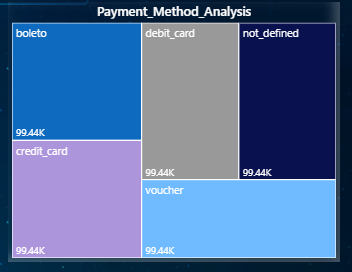 Payment_Method_Analysis
boleto
99.44K
debit_card
99.44K
not_defined
99.44K
credit_card
99.44K
voucher
99.44K